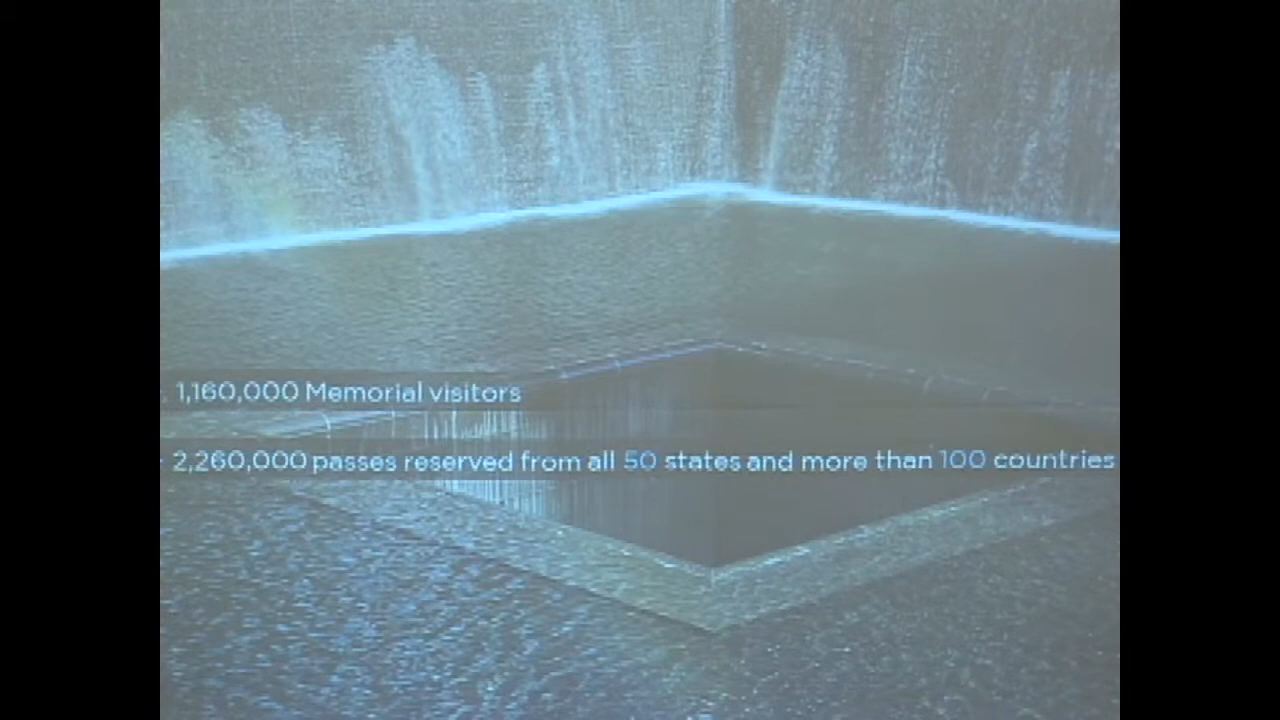 1,160,000 Memorial visitors
2,260,000 passes reserved from all 50 states and more than 100 countries